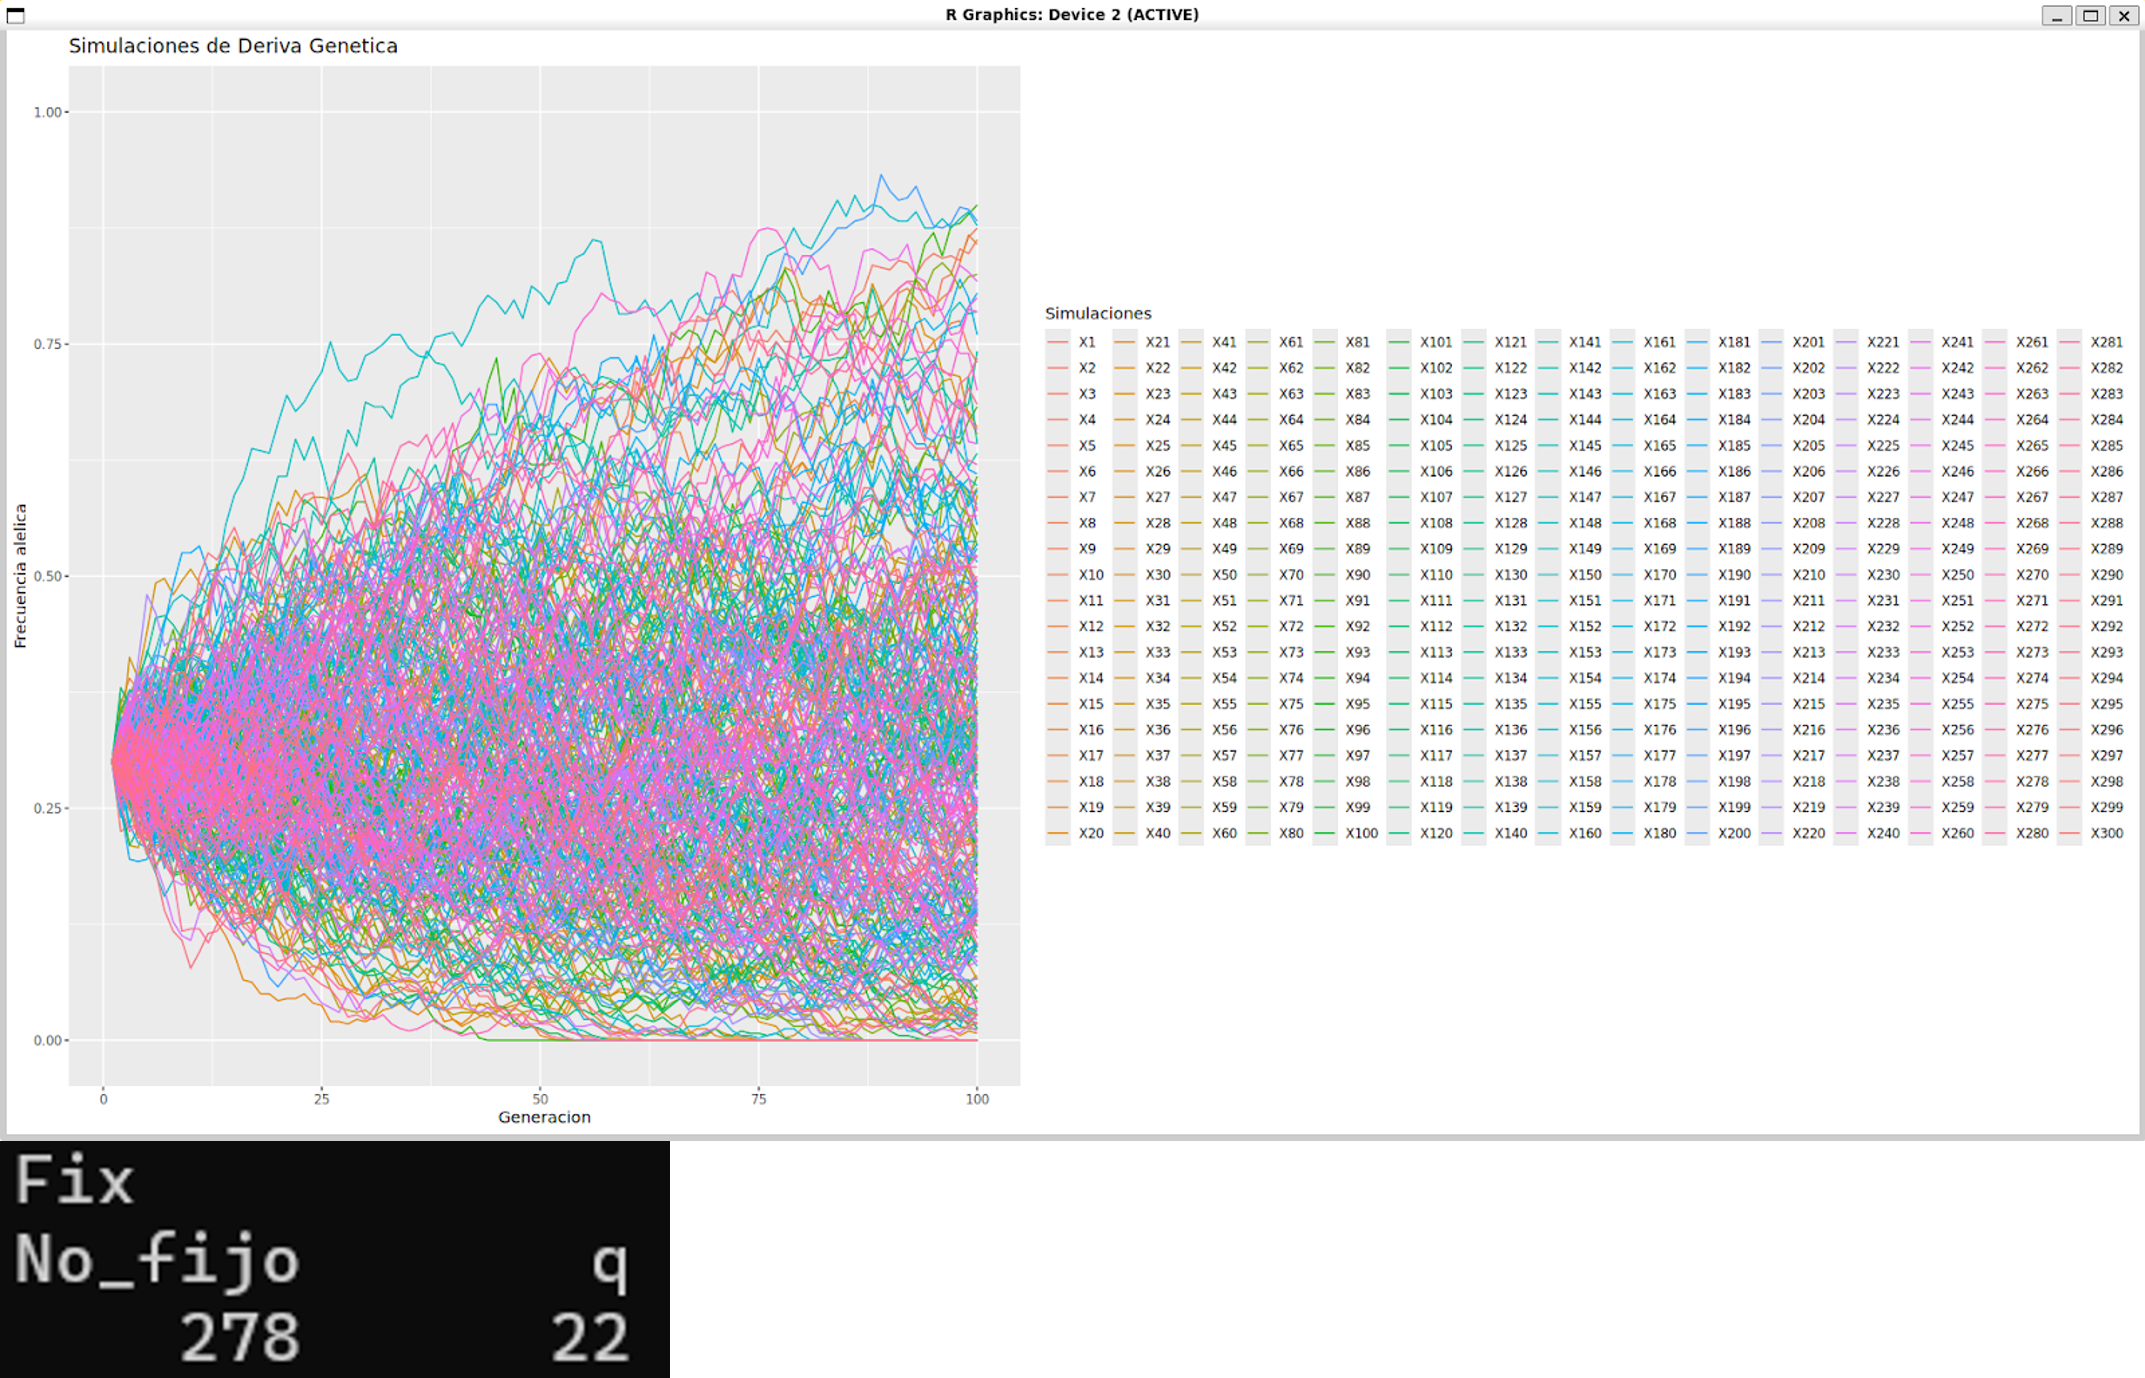 R Graphics: Device 2 (ACTIVE)
Simulaciones de Deriva Genetica
1.00
0.75
0.50
0.25
0.00
Frecuencia alelica
0 25 50 75 100
Generacion
Simulaciones
X1 X21 X41 X61 X81 X101 X121 X141 X161 X181 X201 X221 X241 X261 X281
X2 X22 X42 X62 X82 X102 X122 X142 X162 X182 X202 X222 X242 X262 X282
X3 X23 X43 X63 X83 X103 X123 X143 X163 X183 X203 X223 X243 X263 X283
X4 X24 X44 X64 X84 X104 X124 X144 X164 X184 X204 X224 X244 X264 X284
X5 X25 X45 X65 X85 X105 X125 X145 X165 X185 X205 X225 X245 X265 X285
X6 X26 X46 X66 X86 X106 X126 X146 X166 X186 X206 X226 X246 X266 X286
X7 X27 X47 X67 X87 X107 X127 X147 X167 X187 X207 X227 X247 X267 X287
X8 X28 X48 X68 X88 X108 X128 X148 X168 X188 X208 X228 X248 X268 X288
X9 X29 X49 X69 X89 X109 X129 X149 X169 X189 X209 X229 X249 X269 X289
X10 X30 X50 X70 X90 X110 X130 X150 X170 X190 X210 X230 X250 X270 X290
X11 X31 X51 X71 X91 X111 X131 X151 X171 X191 X211 X231 X251 X271 X291
X12 X32 X52 X72 X92 X112 X132 X152 X172 X192 X212 X232 X252 X272 X292
X13 X33 X53 X73 X93 X113 X133 X153 X173 X193 X213 X233 X253 X273 X293
X14 X34 X54 X74 X94 X114 X134 X154 X174 X194 X214 X234 X254 X274 X294
X15 X35 X55 X75 X95 X115 X135 X155 X175 X195 X215 X235 X255 X275 X295
X16 X36 X56 X76 X96 X116 X136 X156 X176 X196 X216 X236 X256 X276 X296
X17 X37 X57 X77 X97 X117 X137 X157 X177 X197 X217 X237 X257 X277 X297
X18 X38 X58 X78 X98 X118 X138 X158 X178 X198 X218 X238 X258 X278 X298
X19 X39 X59 X79 X99 X119 X139 X159 X179 X199 X219 X239 X259 X279 X299
X20 X40 X60 X80 X100 X120 X140 X160 X180 X200 X220 X240 X260 X280 X300
Fix
No_fijo q
278 22